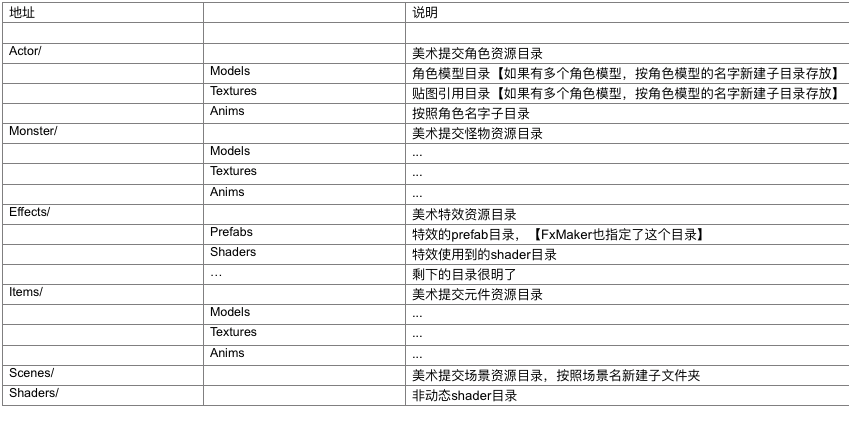 地址 说明
Actor/ 美术提交角色资源目录
Models 角色模型目录【如果有多个角色模型，按角色模型的名字新建子目录存放】
Textures 贴图引用目录【如果有多个角色模型，按角色模型的名字新建子目录存放】
Anims 按照角色名字子目录
Monster/ 美术提交怪物资源目录
Models ...
Textures ...
Anims ...
Effects/ 美术特效资源目录
Prefabs 特效的prefab目录，【FxMaker也指定了这个目录】
Shaders 特效使用到的shader目录
… 剩下的目录很明了
Items/ 美术提交元件资源目录
Models ...
Textures ...
Anims ...
Scenes/ 美术提交场景资源目录，按照场景名新建子文件夹
Shaders/ 非动态shader目录